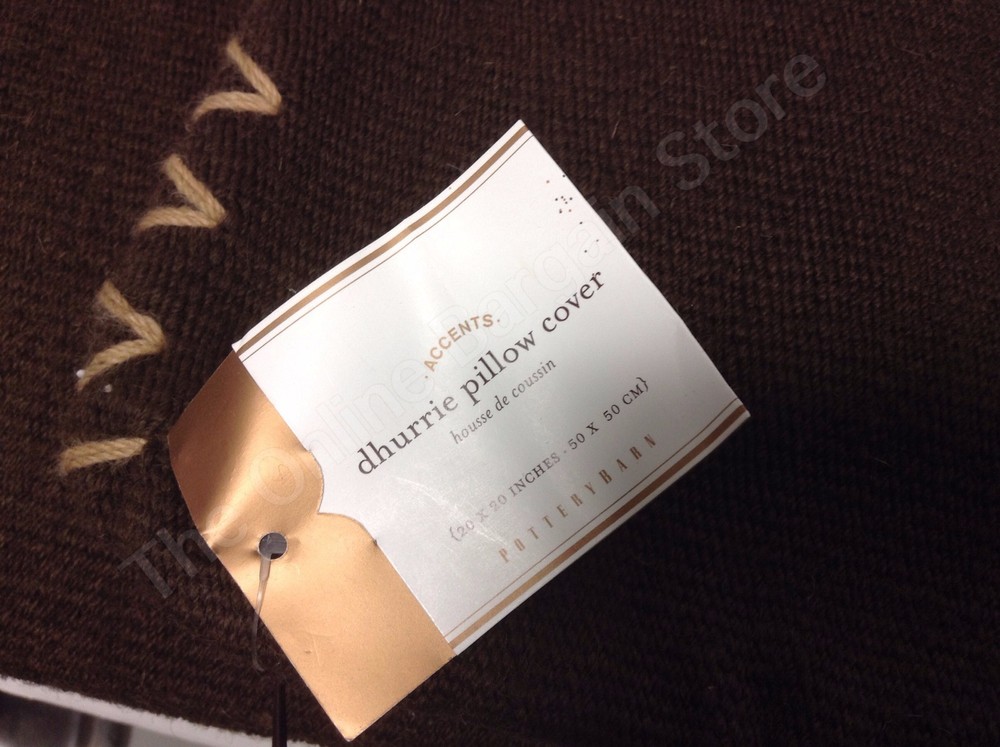 · ACCENTS ·
dhurrie pillow cover
housse de coussin
{20 X 20 INCHES · 50 X 50 CM}
POTTERYBARN
The Online Bargain Store